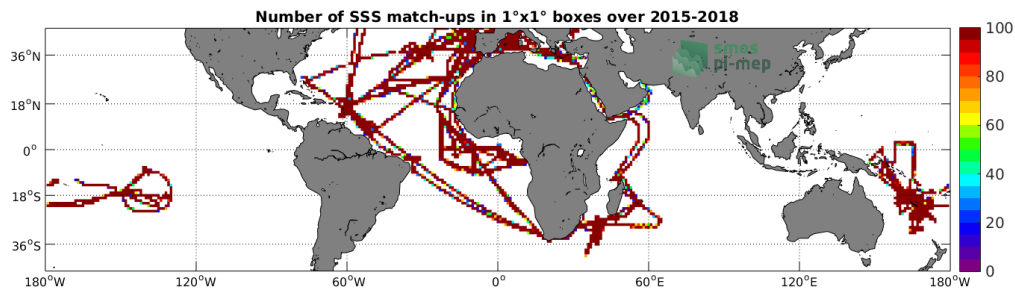 Number of SSS match-ups in 1°x1° boxes over 2015-2018
smos
pi-mep
36°N
18°N
0°
18°S
36°S
180°W
120°W
60°W
0°
60°E
120°E
180°W
100
80
60
40
20
0